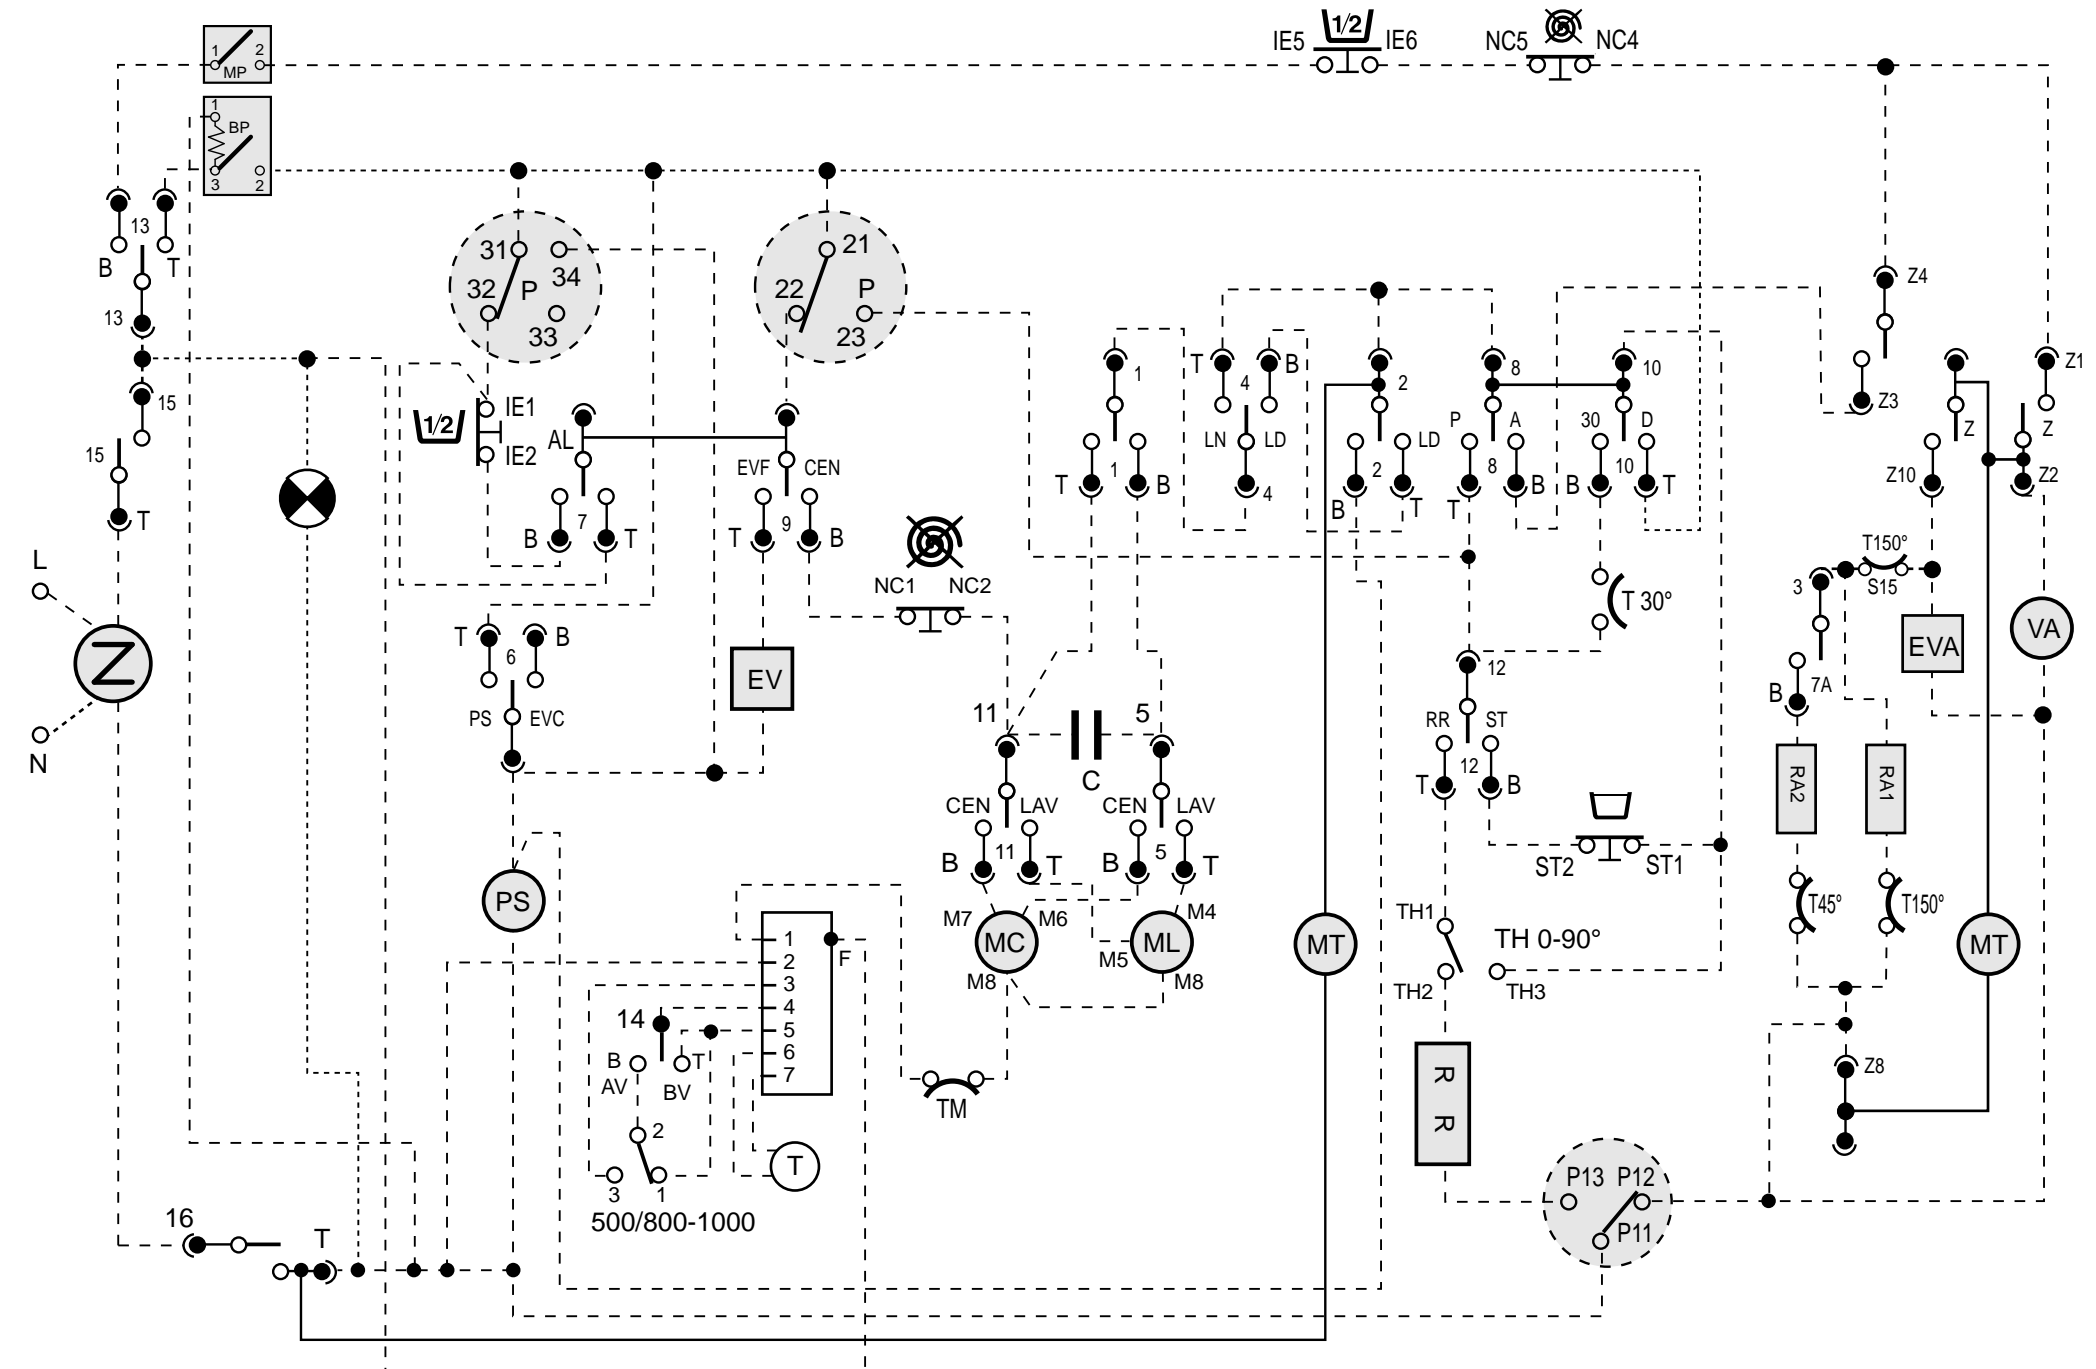 IE5 1/2 IE6 NC5 NC4
1 2
MP
1
BP
3 2
13
B T
13
15
15
T
L
N
Z
31 34
32 P
33
21
22 P
23
1/2 IE1
IE2
AL
EVF CEN
B 7 T
T 9 B
NC1 NC2
T 6 B
PS EVC
EV
PS
1
T 1 B
T 4 B
LN LD
4
2
LD
B 2 T
8
P A
T 8 B
10
30 D
B 10 T
Z4
Z3
Z1
Z Z
Z10 Z2
T 30°
12
RR ST
T 12 B
ST2 ST1
T150°
3 S15
B 7A
EVA
VA
RA2 RA1
T45° T150°
MT
Z8
11 C 5
CEN LAV CEN LAV
B 11 T B 5 T
M7 M6 M4
MC ML
M5
M8 M8
MT
TH1
TH 0-90°
TH2 TH3
R R
P13 P12
P11
1
2
3
4
5
6
7
F
14
B T
AV BV
2
3 1
500/800-1000
T
TM
16 T